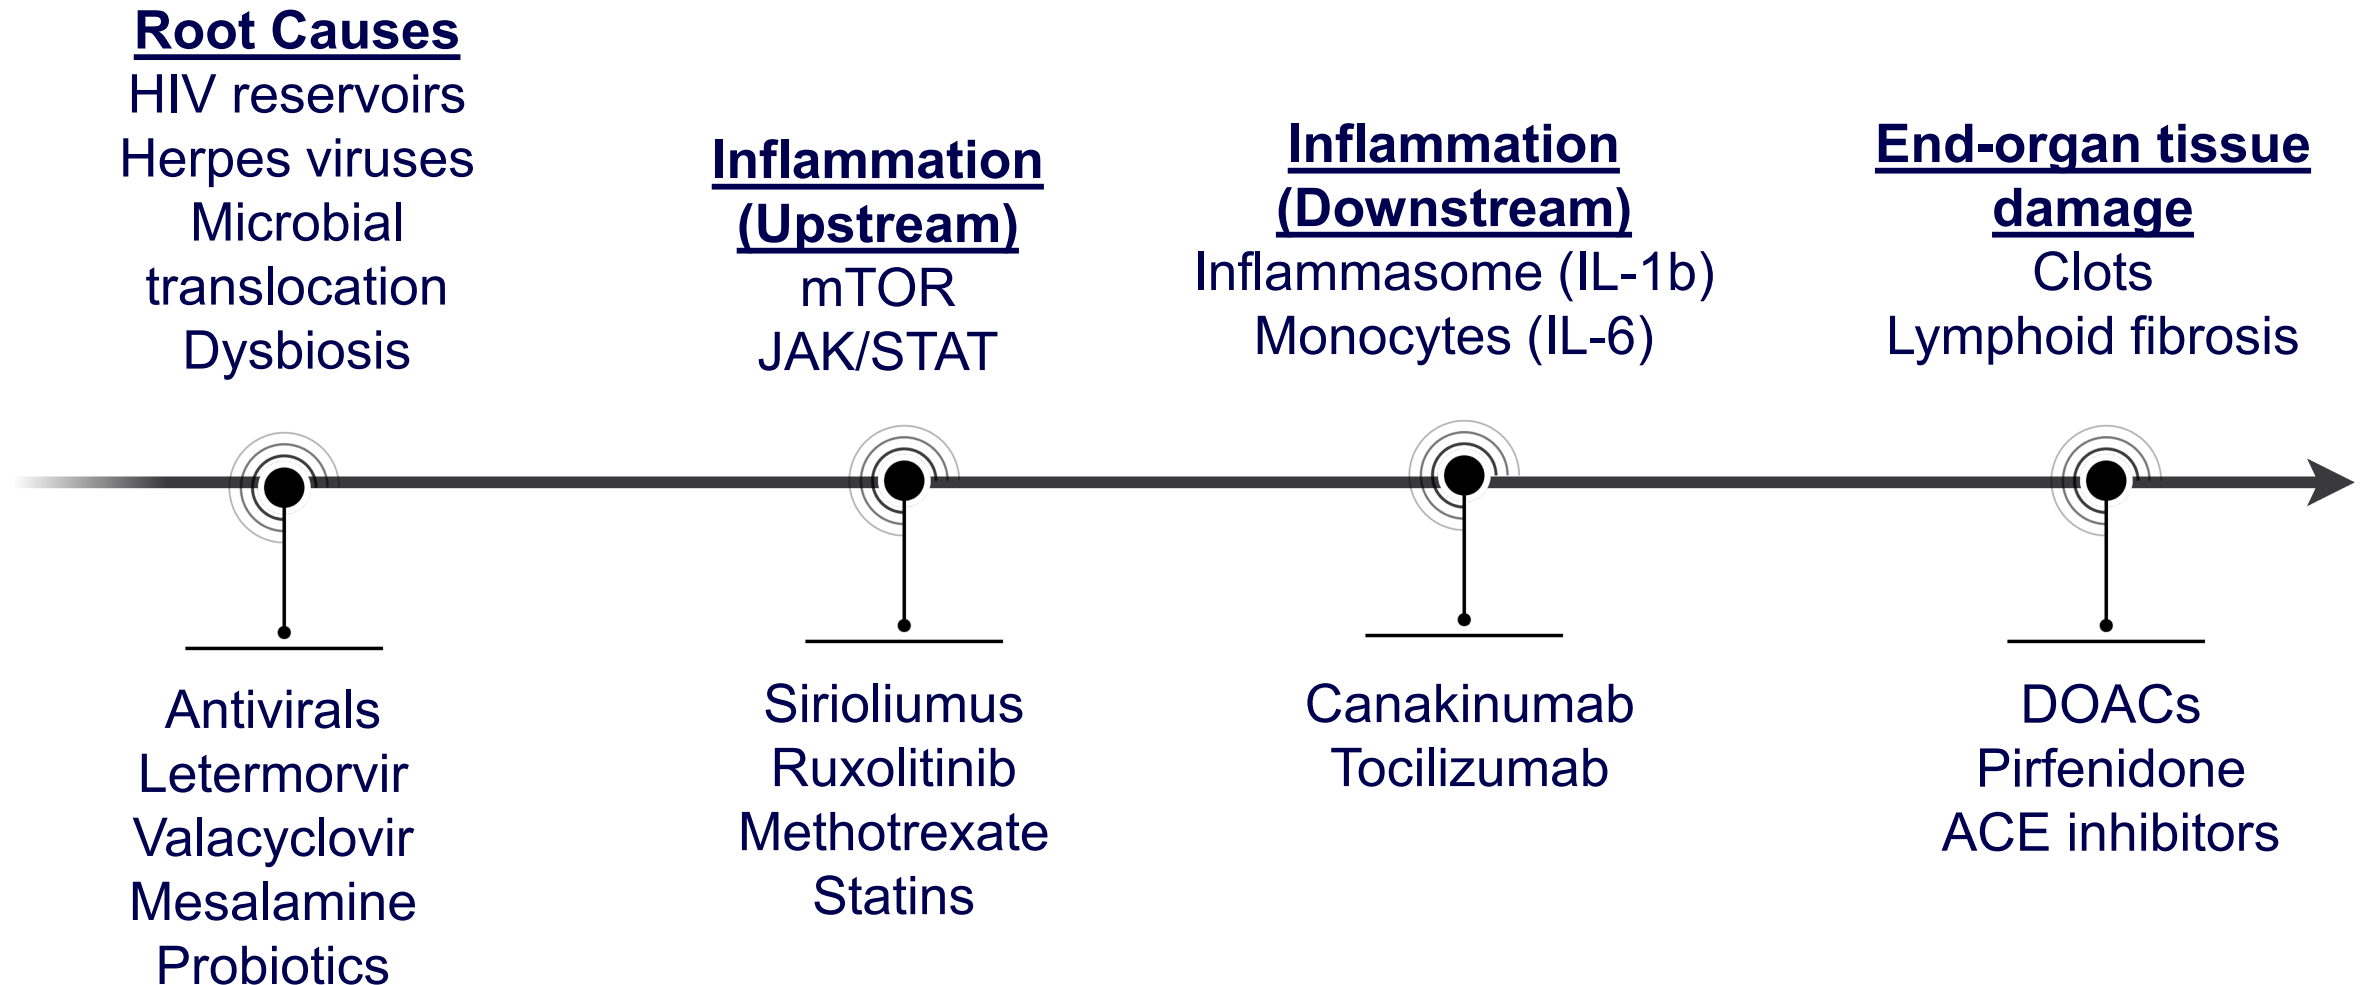 Root Causes
HIV reservoirs
Herpes viruses
Microbial
translocation
Dysbiosis
Inflammation
(Upstream)
mTOR
JAK/STAT
Inflammation
(Downstream)
Inflammasome (IL-1b)
Monocytes (IL-6)
End-organ tissue
damage
Clots
Lymphoid fibrosis
Antivirals
Letermorvir
Valacyclovir
Mesalamine
Probiotics
Sirioliumus
Ruxolitinib
Methotrexate
Statins
Canakinumab
Tocilizumab
DOACs
Pirfenidone
ACE inhibitors